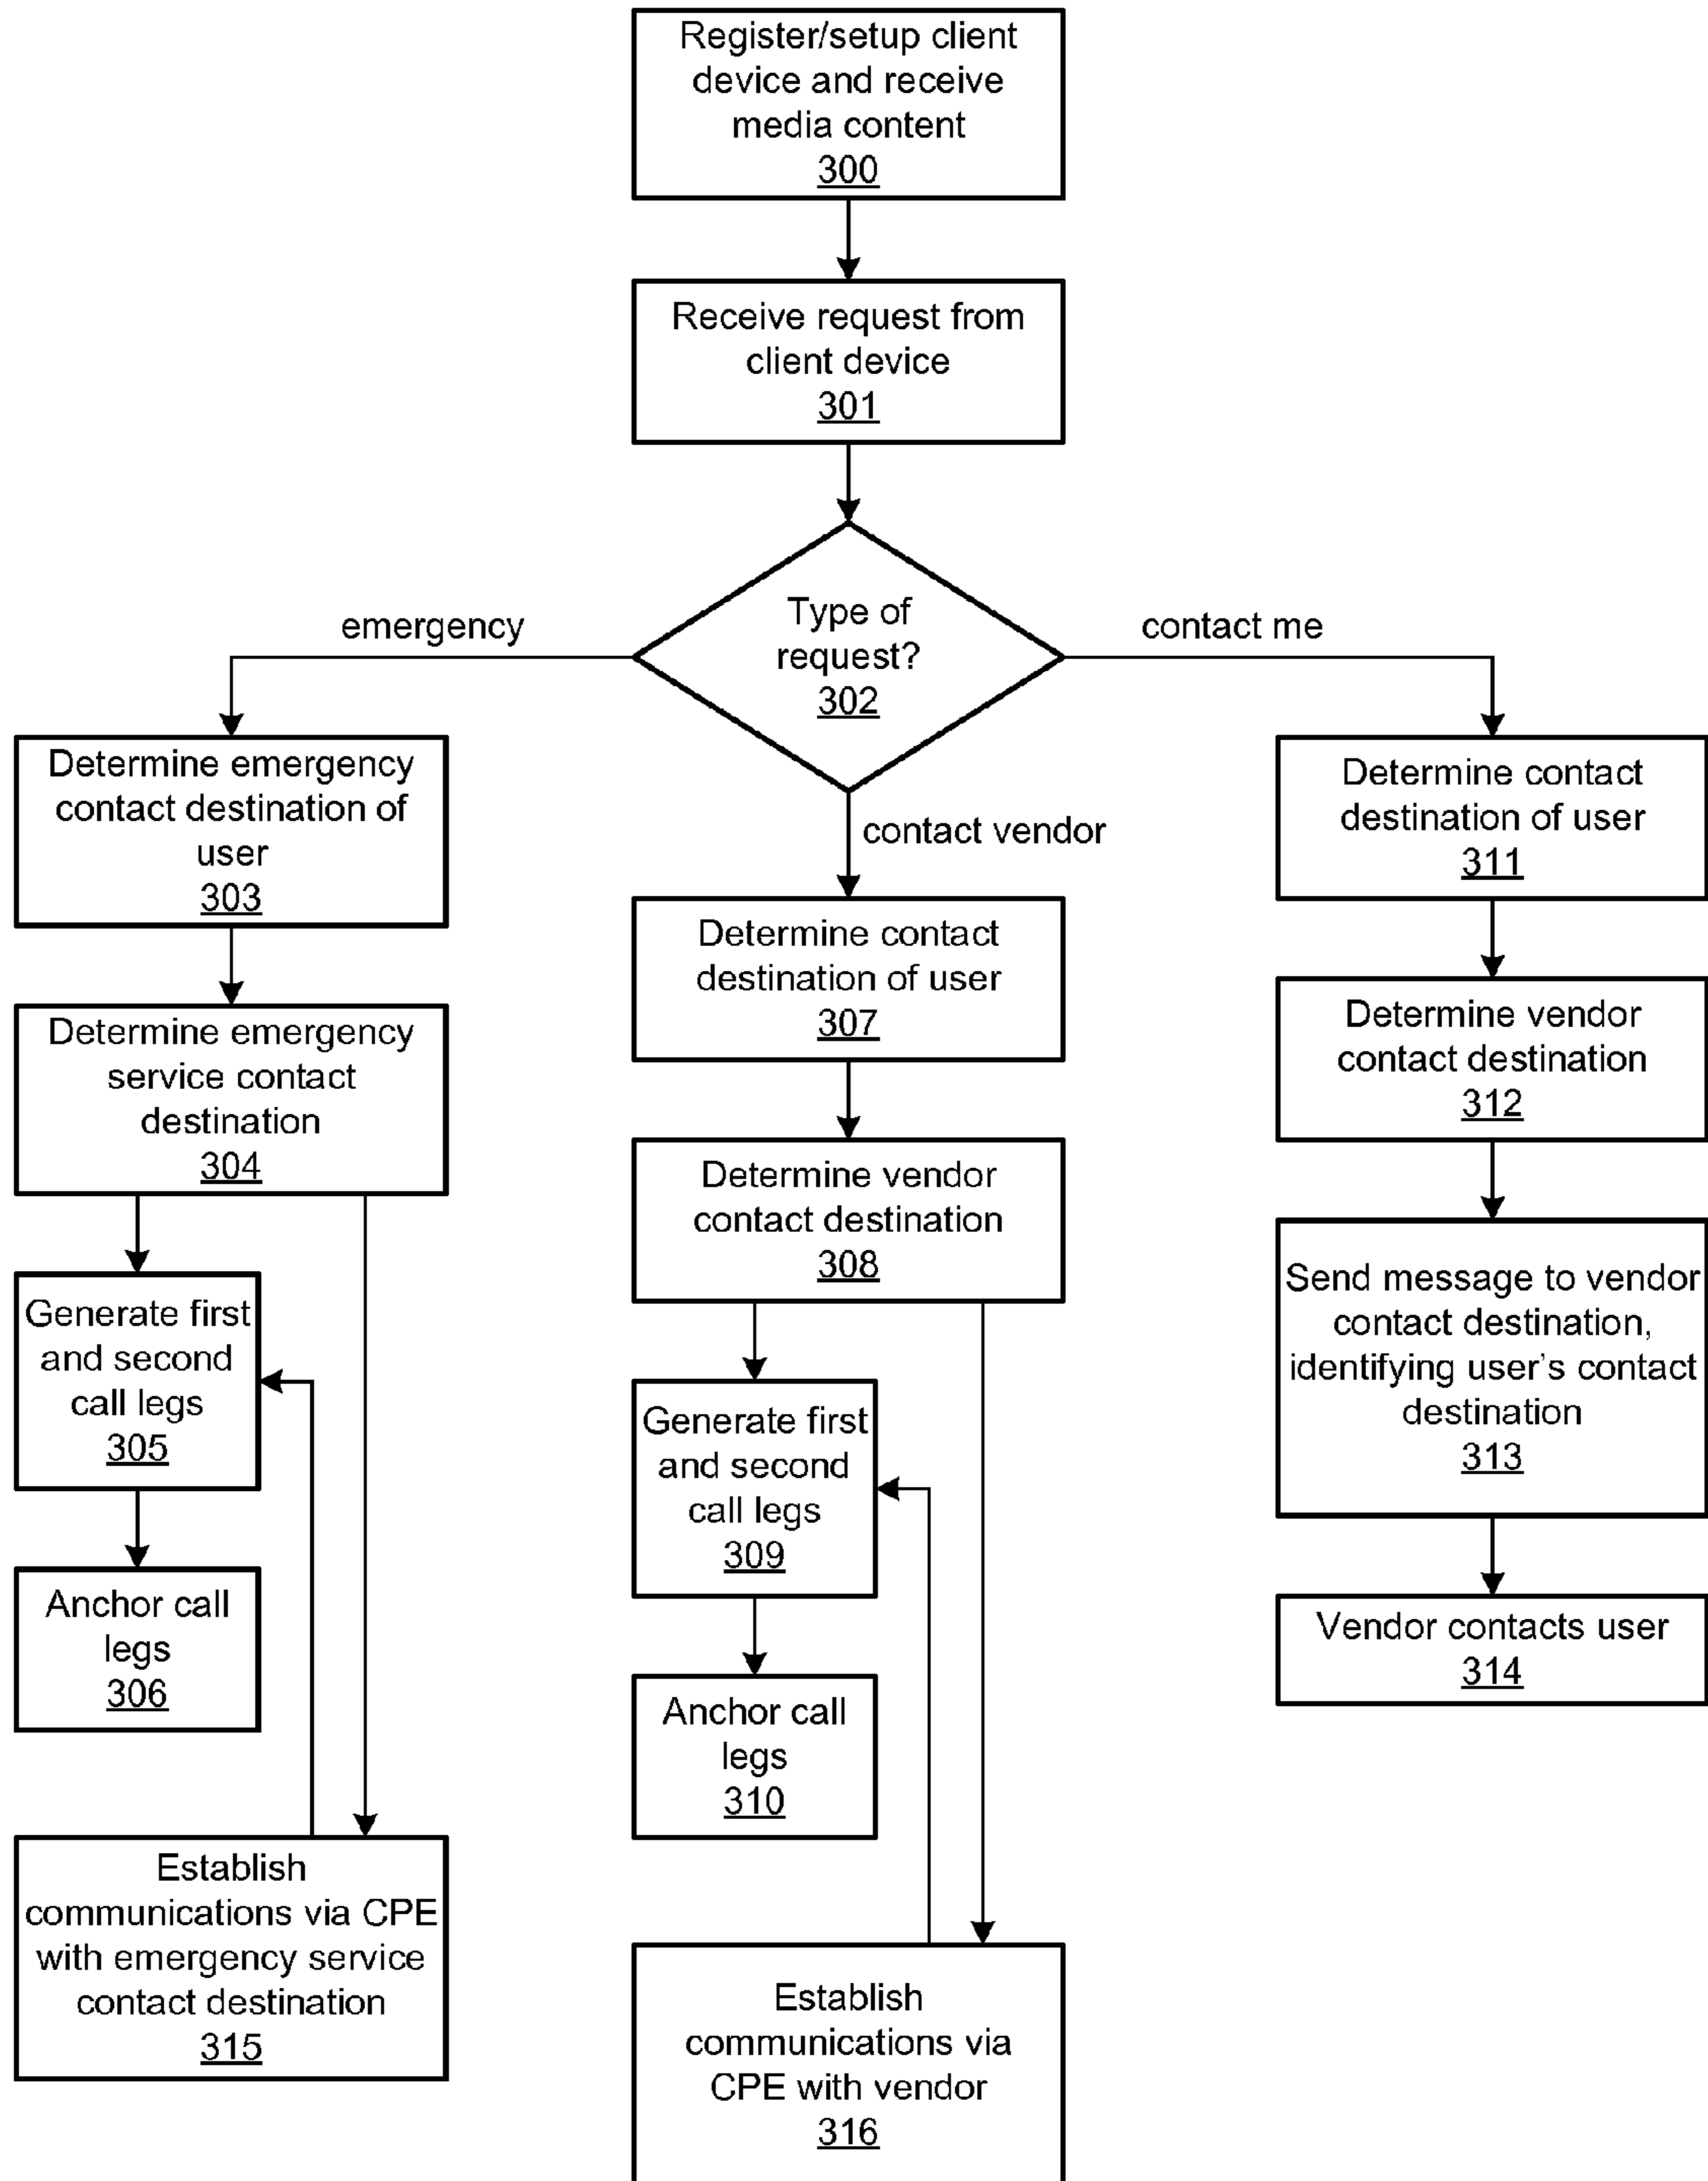 Register/setup client
device and receive
media content
300
Receive request from
client device
301
Type of
request?
302
emergency
contact me
contact vendor
Determine emergency
contact destination of
user
303
Determine emergency
service contact
destination
304
Generate first
and second
call legs
305
Anchor call
legs
306
Establish
communications via CPE
with emergency service
contact destination
315
Determine contact
destination of user
307
Determine vendor
contact destination
308
Generate first
and second
call legs
309
Anchor call
legs
310
Establish
communications via
CPE with vendor
316
Determine contact
destination of user
311
Determine vendor
contact destination
312
Send message to vendor
contact destination,
identifying user's contact
destination
313
Vendor contacts user
314